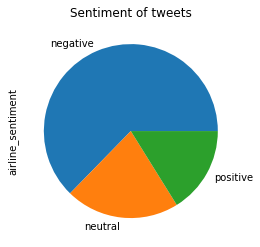 Sentiment of tweets
negative
airline_sentiment
positive
neutral